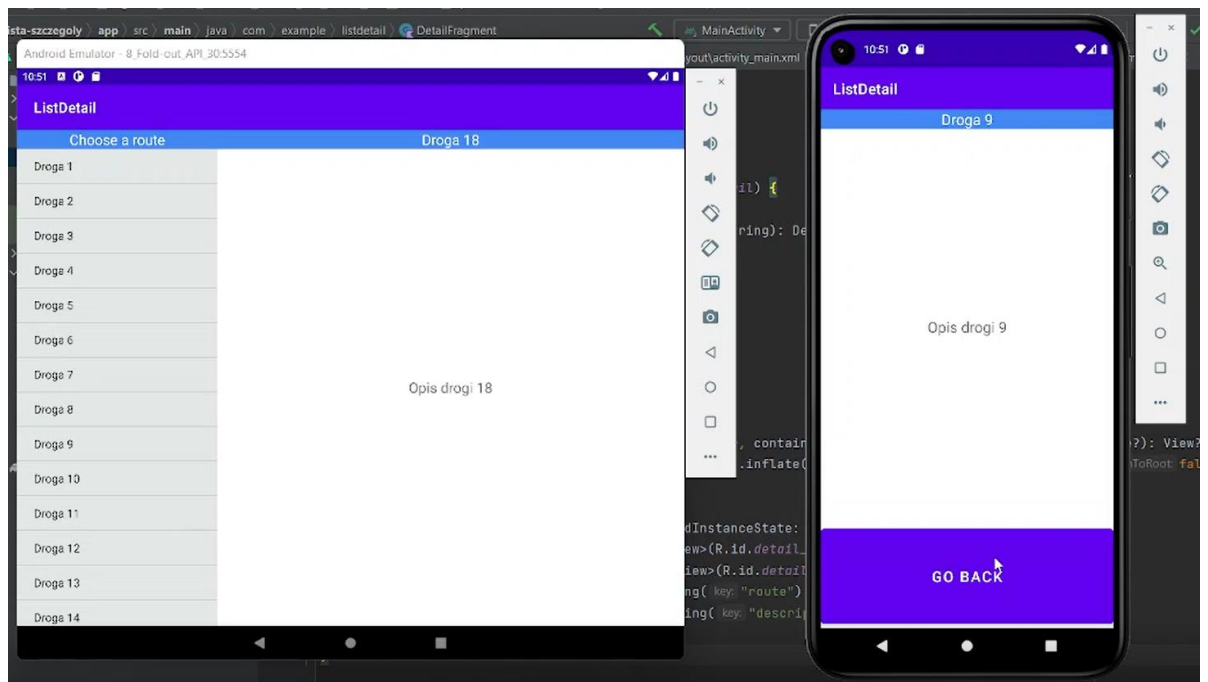 ista-szczegoly > app > src > main > java > com > example > listdetail > DetailFragment
MainActivity
Android Emulator - 8_Fold-out_API_30:5554
yout\activity_main.xml
10:51
ListDetail
Choose a route
Droga 18
Droga 1
Droga 2
Droga 3
Droga 4
Droga 5
Droga 6
Droga 7
Droga 8
Droga 9
Droga 10
Droga 11
Droga 12
Droga 13
Droga 14
Opis drogi 18
il) {
ring): De
, contain
.inflate(
dInstanceState:
ew>(R.id.detail_
iew>(R.id.detail
ng( key: "route")
ing( key: "descri
10:51
ListDetail
Droga 9
Opis drogi 9
GO BACK
?): View?
ToRoot: fal